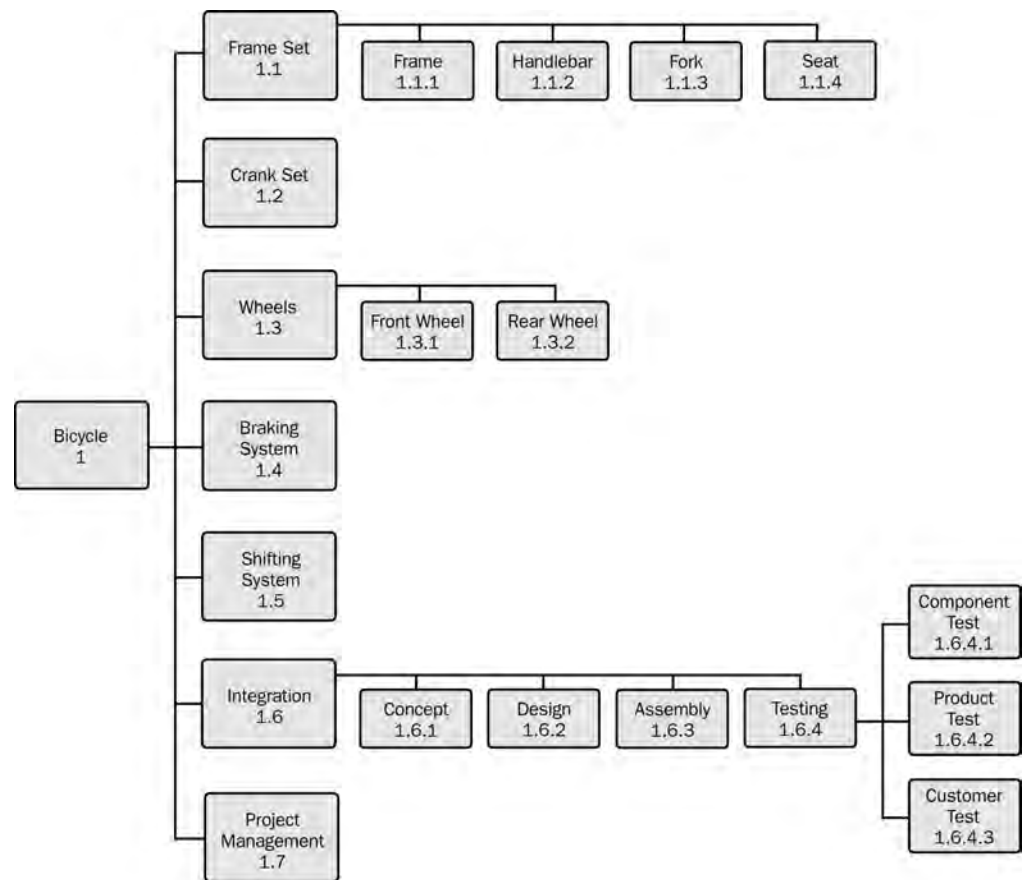 Frame Set
1.1
Frame
1.1.1
Handlebar
1.1.2
Fork
1.1.3
Seat
1.1.4
Crank Set
1.2
Wheels
1.3
Front Wheel
1.3.1
Rear Wheel
1.3.2
Bicycle
1
Braking
System
1.4
Shifting
System
1.5
Integration
1.6
Concept
1.6.1
Design
1.6.2
Assembly
1.6.3
Testing
1.6.4
Component
Test
1.6.4.1
Product
Test
1.6.4.2
Customer
Test
1.6.4.3
Project
Management
1.7